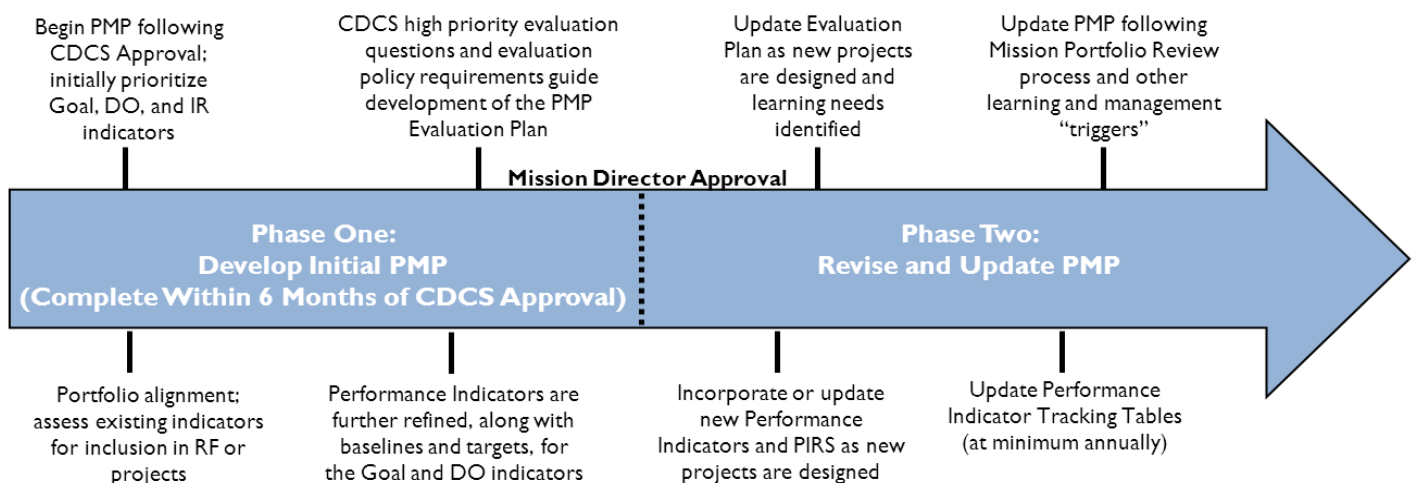 Begin PMP following
CDCS Approval;
initially prioritize
Goal, DO, and IR
indicators
CDCS high priority evaluation
questions and evaluation
policy requirements guide
development of the PMP
Evaluation Plan
Update Evaluation
Plan as new projects
are designed and
learning needs
identified
Update PMP following
Mission Portfolio Review
process and other
learning and management
“triggers”
Mission Director Approval
Phase One:
Develop Initial PMP
(Complete Within 6 Months of CDCS Approval)
Phase Two:
Revise and Update PMP
Portfolio alignment;
assess existing indicators
for inclusion in RF or
projects
Performance Indicators are
further refined, along with
baselines and targets, for
the Goal and DO indicators
Incorporate or update
new Performance
Indicators and PIRS as new
projects are designed
Update Performance
Indicator Tracking Tables
(at minimum annually)